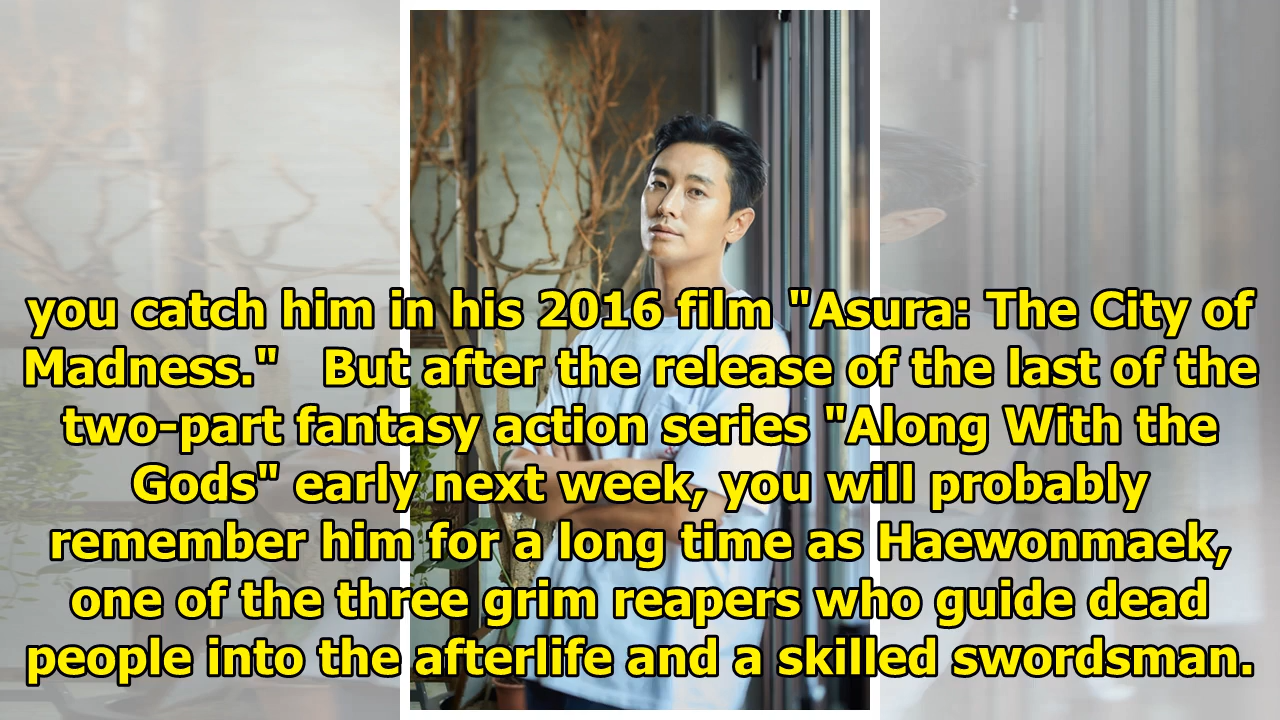 you catch him in his 2016 film "Asura: The City of
Madness."   But after the release of the last of the
two-part fantasy action series "Along With the
Gods" early next week, you will probably
remember him for a long time as Haewonmaek,
one of the three grim reapers who guide dead
people into the afterlife and a skilled swordsman.